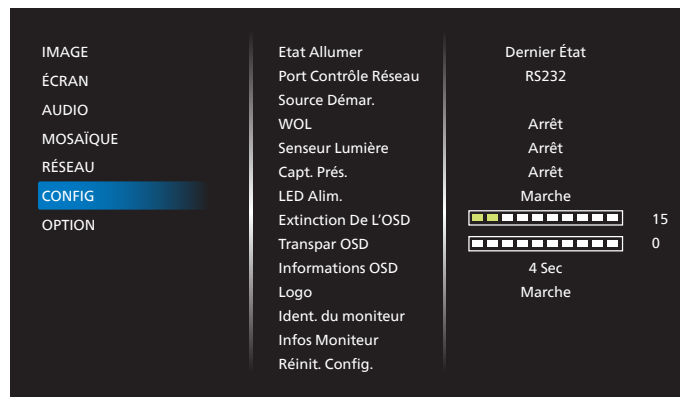 IMAGE
ÉCRAN
AUDIO
MOSAÏQUE
RÉSEAU
CONFIG
OPTION
Etat Allumer Dernier État
Port Contrôle Réseau RS232
Source Démar.
WOL Arrêt
Senseur Lumière Arrêt
Capt. Prés. Arrêt
LED Alim. Marche
Extinction De L'OSD 15
Transpar OSD 0
Informations OSD 4 Sec
Logo Marche
Ident. du moniteur
Infos Moniteur
Réinit. Config.